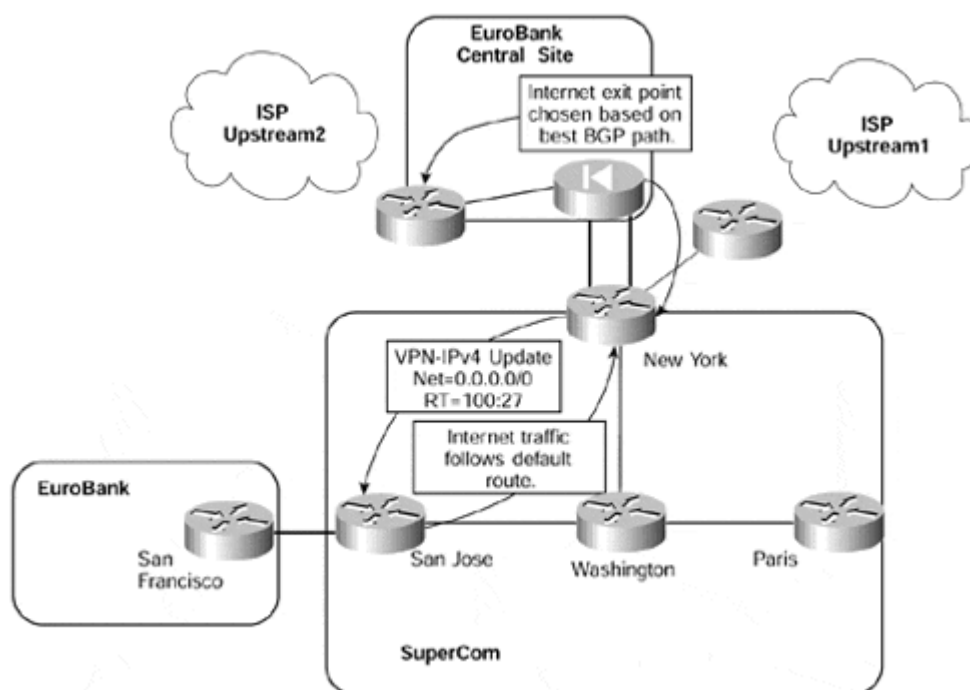 EuroBank
Central Site
ISP
Upstream2
Internet exit point
chosen based on
best BGP path.
ISP
Upstream1
VPN-IPv4 Update
Net=0.0.0.0/0
RT=100:27
New York
Internet traffic
follows default
route.
EuroBank
San
Francisco
San Jose
Washington
Paris
SuperCom